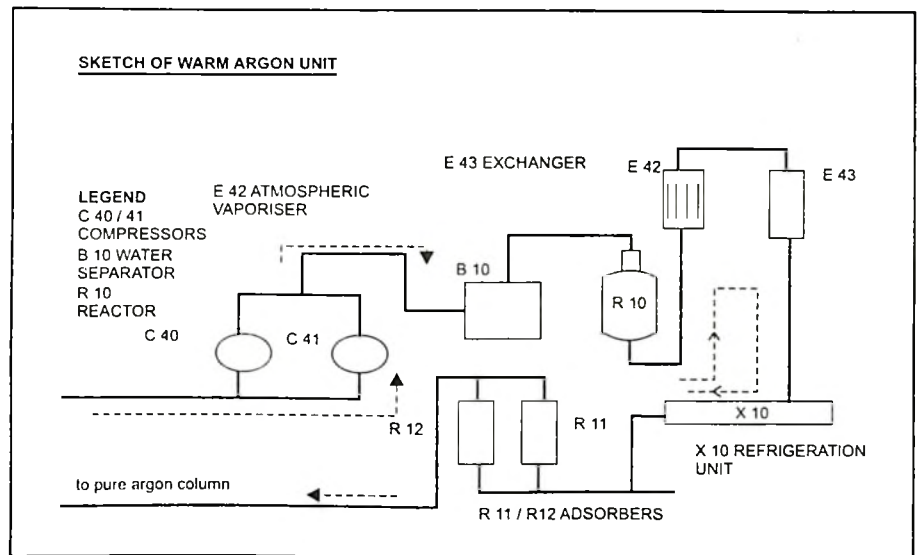 SKETCH OF WARM ARGON UNIT
LEGEND
C 40 / 41
COMPRESSORS
B 10 WATER
SEPARATOR
R 10
REACTOR
E 42 ATMOSPHERIC
VAPORISER
E 43 EXCHANGER
E 42
E 43
B 10
R 10
C 40
C 41
R 12
R 11
X 10
X 10 REFRIGERATION
UNIT
to pure argon column
R 11 / R12 ADSORBERS